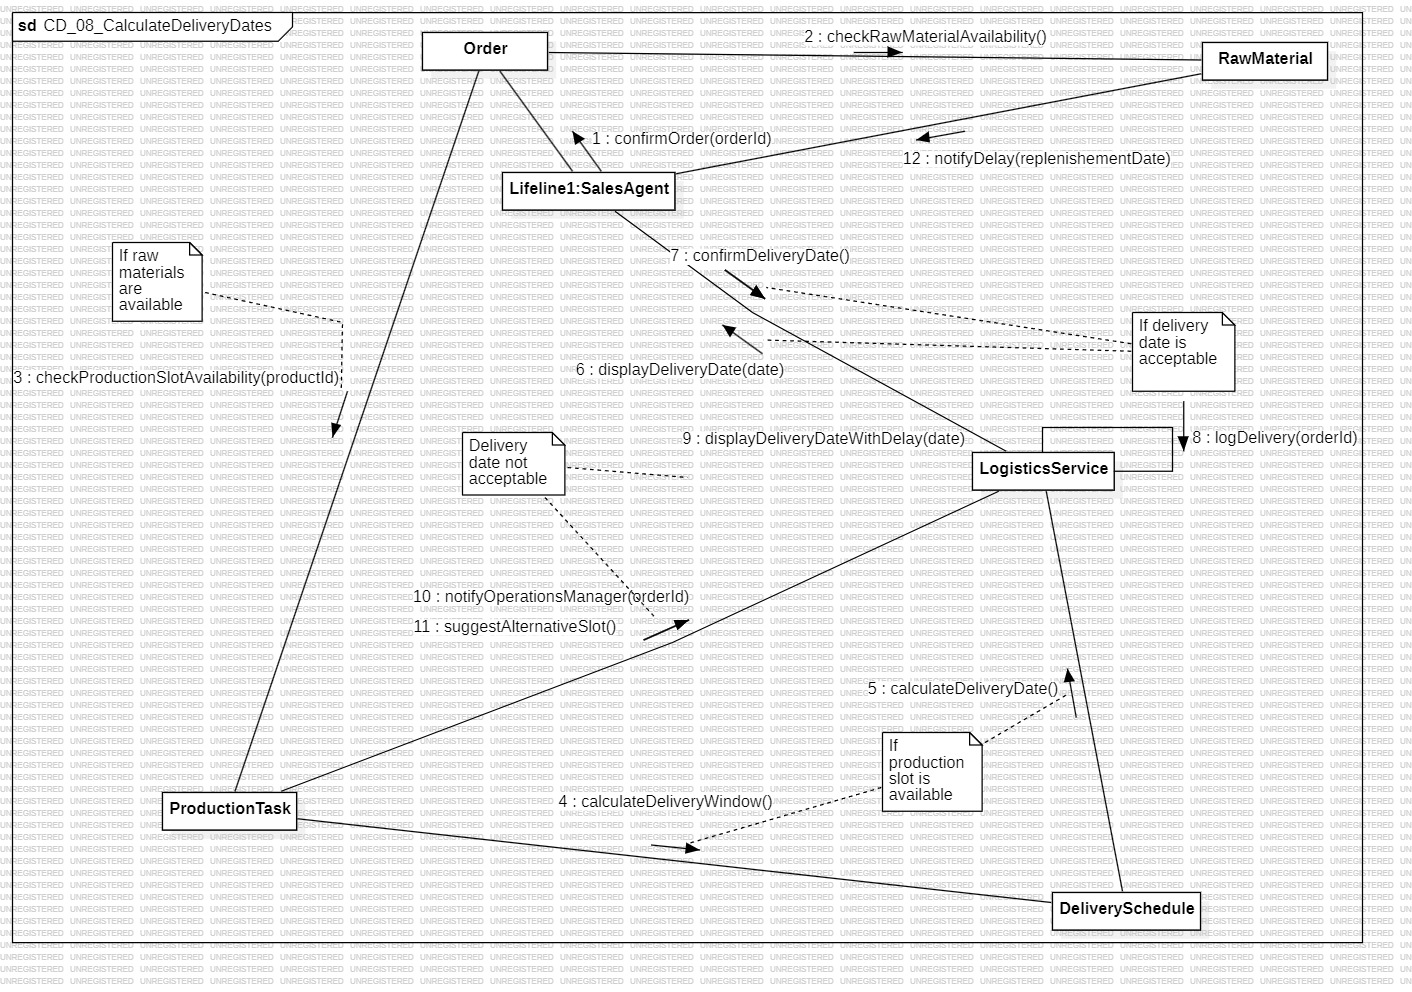 sd CD_08_CalculateDeliveryDates
Order
2 : checkRawMaterialAvailability()
RawMaterial
1 : confirmOrder(orderId)
12 : notifyDelay(replenishementDate)
Lifeline1:SalesAgent
If raw
materials
are
available
7 : confirmDeliveryDate()
If delivery
date is
acceptable
3 : checkProductionSlotAvailability(productId)
6 : displayDeliveryDate(date)
Delivery
date not
acceptable
9 : displayDeliveryDateWithDelay(date)
8 : logDelivery(orderId)
LogisticsService
10 : notifyOperationsManager(orderId)
11 : suggestAlternativeSlot()
5 : calculateDeliveryDate()
If
production
slot is
available
ProductionTask
4 : calculateDeliveryWindow()
DeliverySchedule
UNREGISTERED